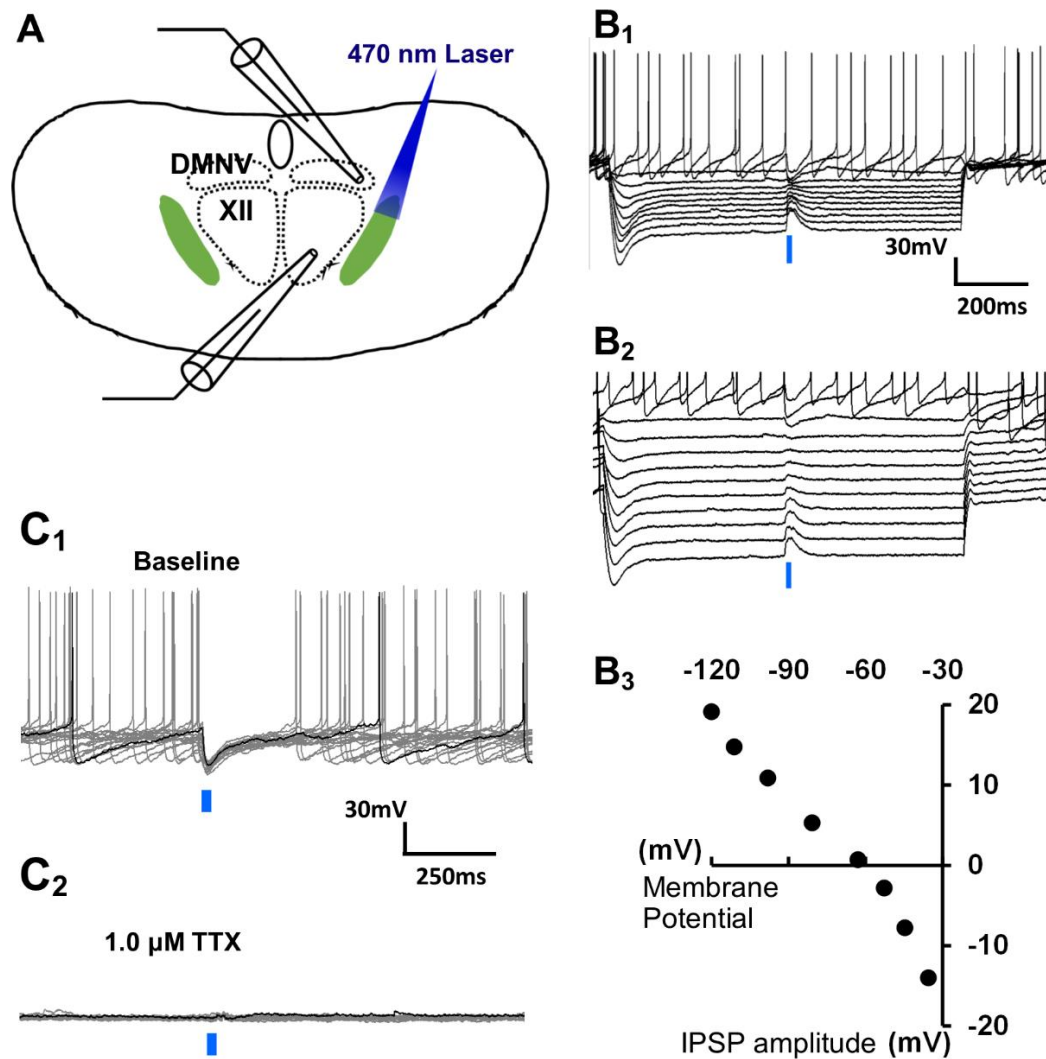 A
470 nm Laser
DMNV
XII
B1
30mV
200ms
B2
C1
Baseline
30mV
250ms
C2
1.0 µM TTX
B3
-120 -90 -60 -30
20
10
0
-10
-20
(mV)
Membrane
Potential
IPSP amplitude (mV)